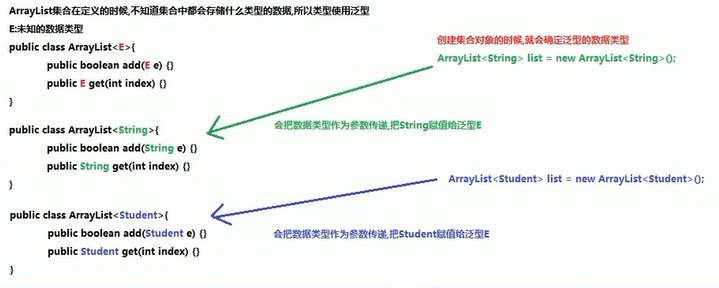 ArrayList集合在定义的时候,不知道集合中都会存储什么类型的数据,所以类型使用泛型
E:未知的数据类型
public class ArrayList<E>{
public boolean add(E e) {}
public E get(int index) {}
}
创建集合对象的时候,就会确定泛型的数据类型
ArrayList<String> list = new ArrayList<String>();
会把数据类型作为参数传递,把String赋值给泛型E
public class ArrayList<String>{
public boolean add(String e) {}
public String get(int index) {}
}
ArrayList<Student> list = new ArrayList<Student>();
会把数据类型作为参数传递,把Student赋值给泛型E
public class ArrayList<Student>{
public boolean add(Student e) {}
public Student get(int index) {}
}